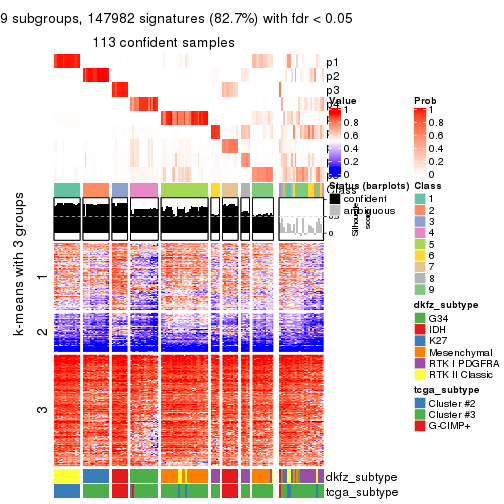 9 subgroups, 147982 signatures (82.7%) with fdr < 0.05
113 confident samples
p1
p2
p3
p4
Value
1
0.8
0.6
0.4
0.2
0
Prob
1
0.8
0.6
0.4
0.2
0
Status (barplots)
confident
ambiguous
Class
Silhouette
score
0
Class
1
2
3
4
5
6
7
8
9
k-means with 3 groups
1
2
3
dkfz_subtype
G34
IDH
K27
Mesenchymal
RTK I PDGFRA
RTK II Classic
tcga_subtype
Cluster #2
Cluster #3
G-CIMP+
dkfz_subtype
tcga_subtype